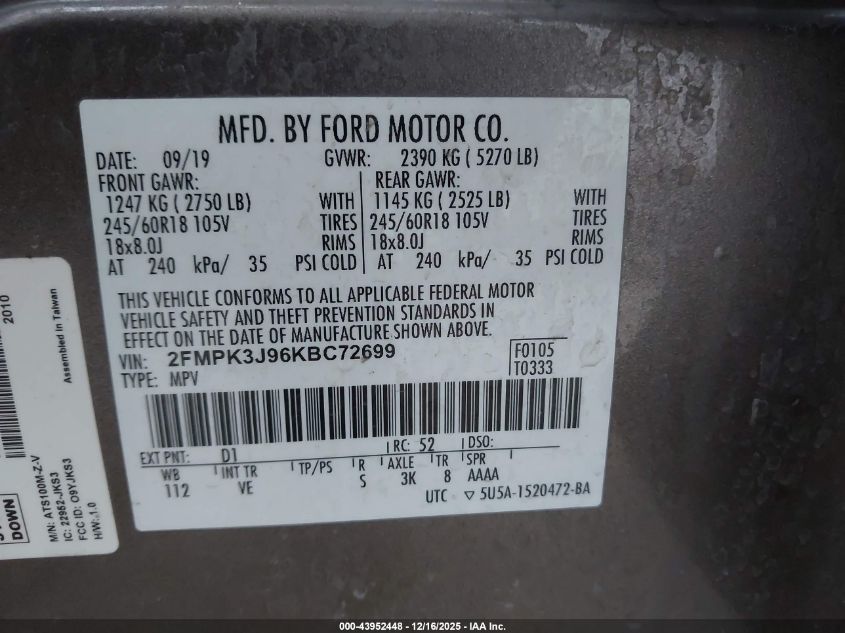 MFD. BY FORD MOTOR CO.
DATE: 09/19 GVWR: 2390 KG ( 5270 LB)
FRONT GAWR: REAR GAWR:
1247 KG ( 2750 LB) WITH 1145 KG ( 2525 LB) WITH
245/60R18 105V TIRES 245/60R18 105V TIRES
18x8.0J RIMS 18x8.0J RIMS
AT 240 kPa/ 35 PSI COLD AT 240 kPa/ 35 PSI COLD
THIS VEHICLE CONFORMS TO ALL APPLICABLE FEDERAL MOTOR
VEHICLE SAFETY AND THEFT PREVENTION STANDARDS IN
EFFECT ON THE DATE OF MANUFACTURE SHOWN ABOVE.
VIN: 2FMPK3J96KBC72699 F0105
TYPE: MPV T0333
EXT PNT: D1 RC: 52 DSO:
WB INT TR TP/PS R AXLE TR SPR
112 VE S 3K 8 AAAA
UTC ▽ 5U5A-1520472-BA
2010
Assembled in Taiwan
DOWN
M/N: ATS100M-Z-V
IC: 22952-JKS3
FCC ID: O9YJKS3
H/W:1.0
000-43952448 - 12/16/2025 - IAA Inc.